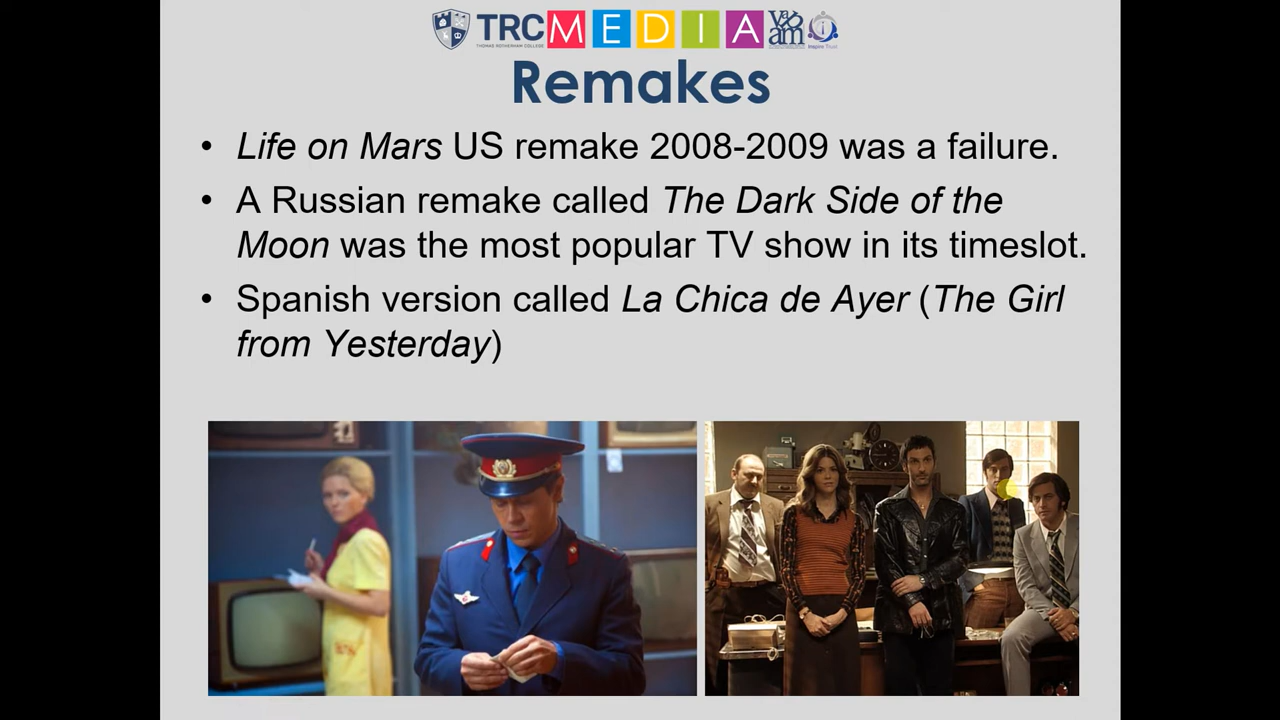 TRC MEDIA
THOMAS ROTHERHAM COLLEGE
Inspire Trust
Remakes
• Life on Mars US remake 2008-2009 was a failure.
• A Russian remake called The Dark Side of the
Moon was the most popular TV show in its timeslot.
• Spanish version called La Chica de Ayer (The Girl
from Yesterday)